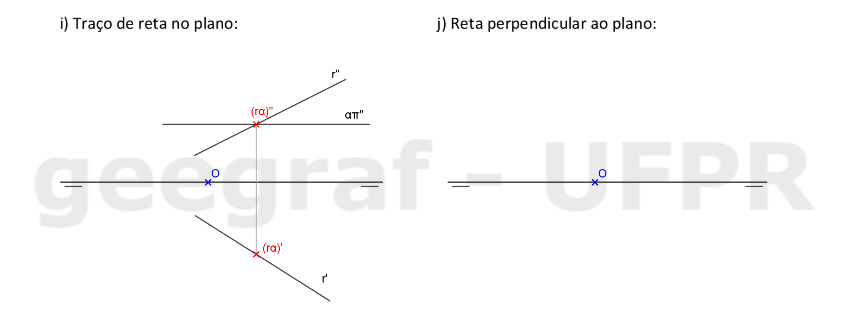 i) Traço de reta no plano:
j) Reta perpendicular ao plano:
r''
(rα)''
απ''
geegraf - UFPR
O
O
(rα)'
r'